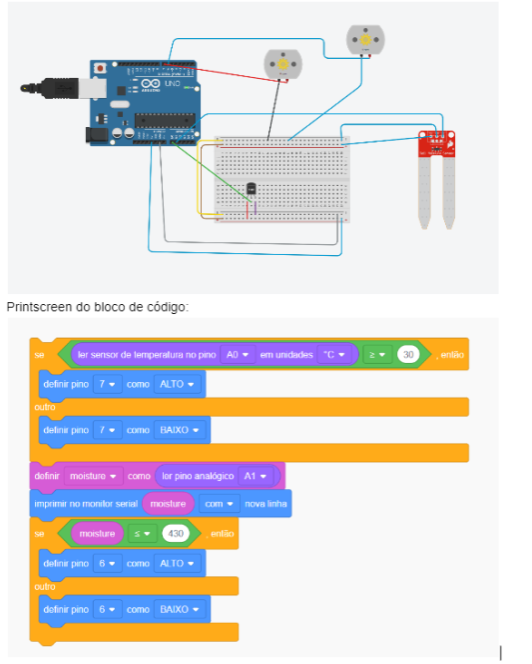 UNO
ARDUINO
Printscreen do bloco de código:
se ler sensor de temperatura no pino A0 em unidades °C ≥ 30 , então
definir pino 7 como ALTO
outro
definir pino 7 como BAIXO
definir moisture como ler pino analógico A1
imprimir no monitor serial moisture com nova linha
se moisture ≤ 430 , então
definir pino 6 como ALTO
outro
definir pino 6 como BAIXO